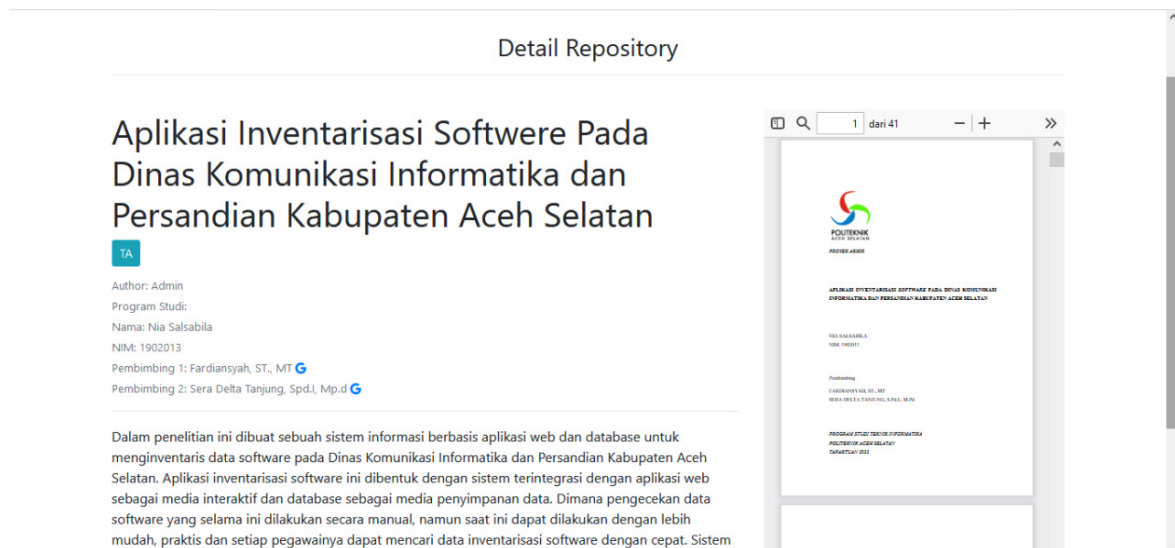 Detail Repository
Aplikasi Inventarisasi Softwere Pada
Dinas Komunikasi Informatika dan
Persandian Kabupaten Aceh Selatan
TA
Author: Admin
Program Studi:
Nama: Nia Salsabila
NIM: 1902013
Pembimbing 1: Fardiansyah, ST., MT G
Pembimbing 2: Sera Delta Tanjung, Spd.I, Mp.d G
Dalam penelitian ini dibuat sebuah sistem informasi berbasis aplikasi web dan database untuk
menginventaris data software pada Dinas Komunikasi Informatika dan Persandian Kabupaten Aceh
Selatan. Aplikasi inventarisasi software ini dibentuk dengan sistem terintegrasi dengan aplikasi web
sebagai media interaktif dan database sebagai media penyimpanan data. Dimana pengecekan data
software yang selama ini dilakukan secara manual, namun saat ini dapat dilakukan dengan lebih
mudah, praktis dan setiap pegawainya dapat mencari data inventarisasi software dengan cepat. Sistem
1 dari 41
POLITEKNIK
ACEH SELATAN
PROYEK AKHIR
APLIKASI INVENTARISASI SOFTWARE PADA DINAS KOMUNIKASI
INFORMATIKA DAN PERSANDIAN KABUPATEN ACEH SELATAN
NIA SALSABILA
NIM. 1902013
Pembimbing
FARDIANSYAH, ST., MT
SERA DELTA TANJUNG, S.Pd.I., M.Pd
PROGRAM STUDI TEKNIK INFORMATIKA
POLITEKNIK ACEH SELATAN
TAPAKTUAN 2022